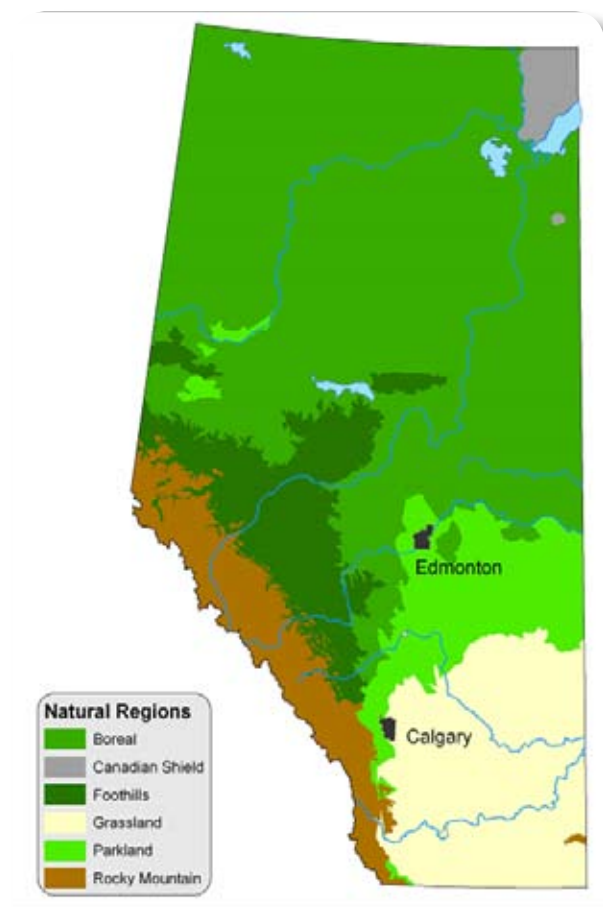 Edmonton
Calgary
Natural Regions
Boreal
Canadian Shield
Foothills
Grassland
Parkland
Rocky Mountain